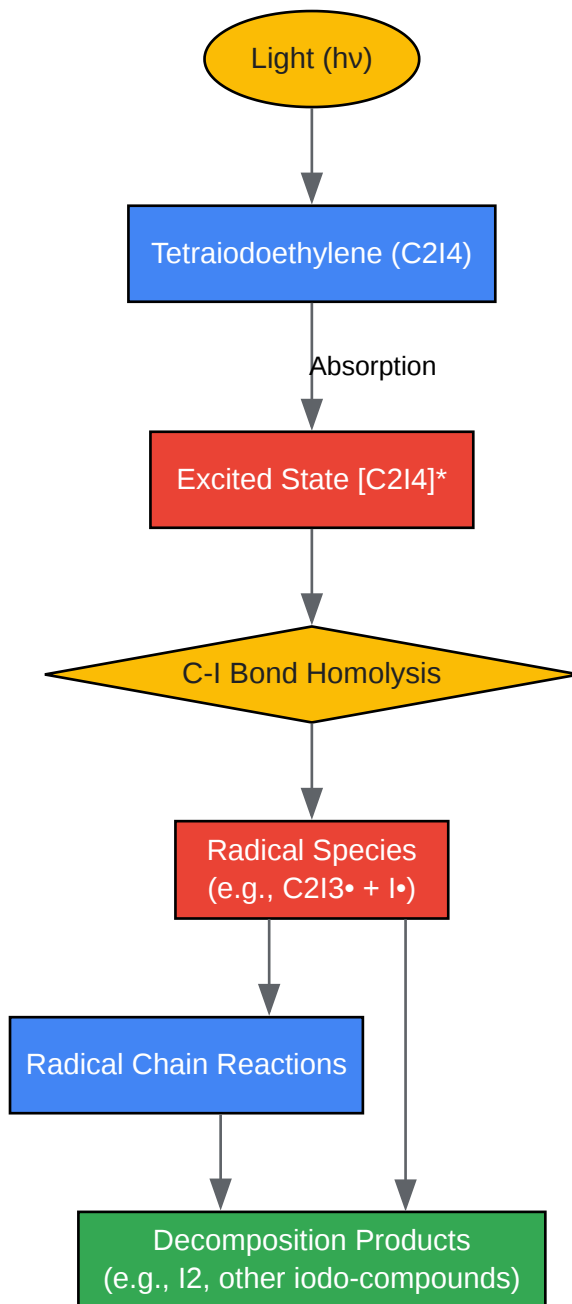 Light (hν)
Tetraiodoethylene (C2I4)
Absorption
Excited State [C2I4]*
C-I Bond Homolysis
Radical Species
(e.g., C2I3• + I•)
Radical Chain Reactions
Decomposition Products
(e.g., I2, other iodo-compounds)